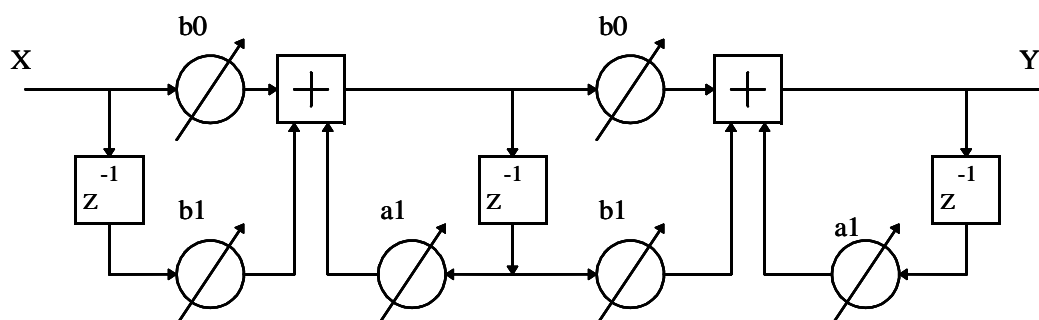 b0 b0
X Y
+ +
z⁻¹ z⁻¹ z⁻¹
b1 a1 b1 a1